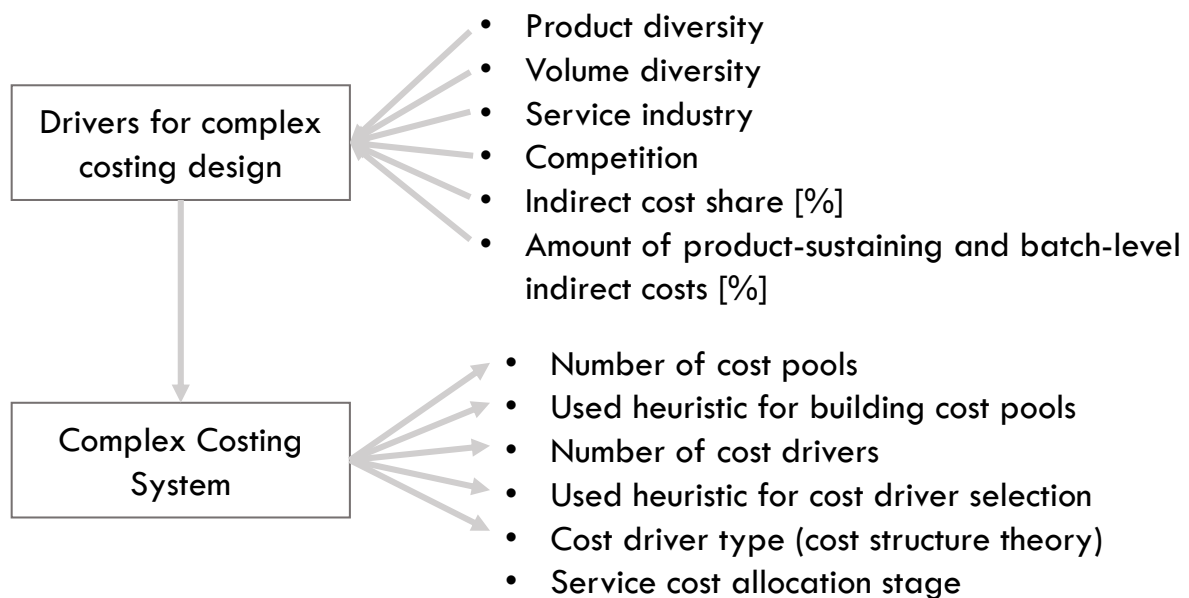 • Product diversity
• Volume diversity
• Service industry
• Competition
• Indirect cost share [%]
• Amount of product-sustaining and batch-level
indirect costs [%]
Drivers for complex
costing design
• Number of cost pools
• Used heuristic for building cost pools
• Number of cost drivers
• Used heuristic for cost driver selection
• Cost driver type (cost structure theory)
• Service cost allocation stage
Complex Costing
System